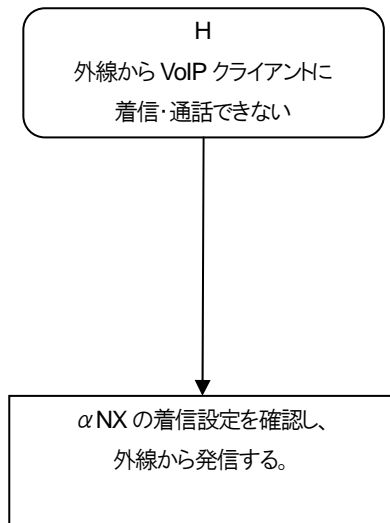 H
外線から VoIP クライアントに
着信・通話できない
αNX の着信設定を確認し、
外線から発信する。